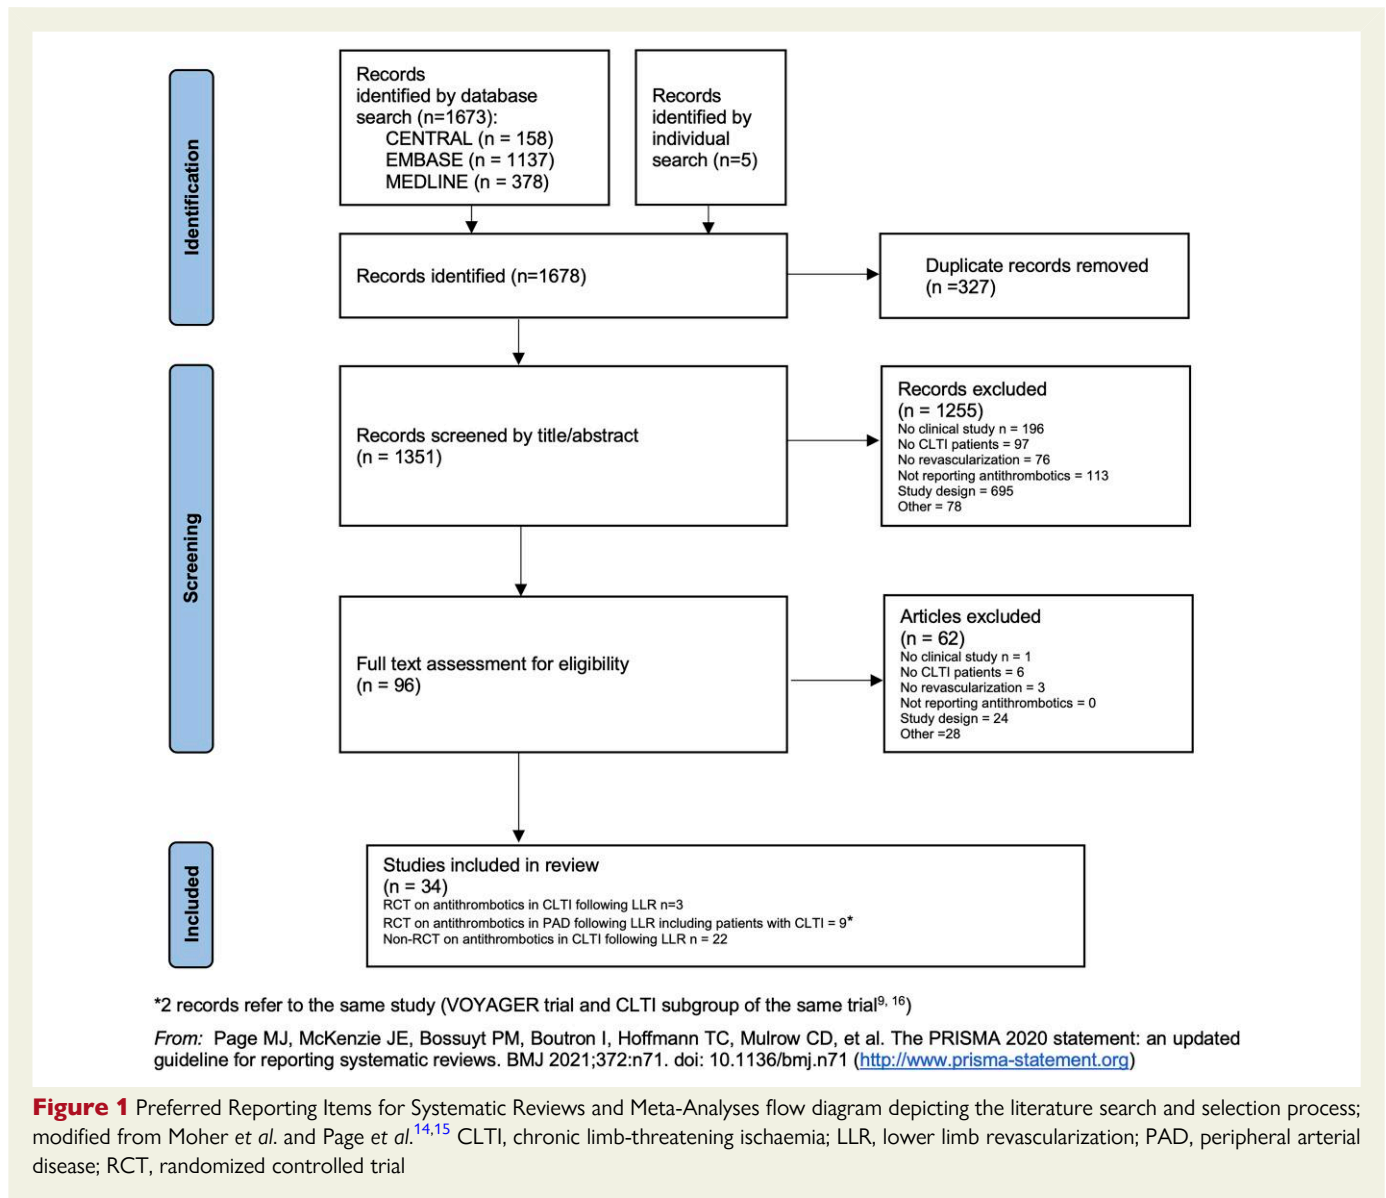 Identification
Records
identified by database
search (n=1673):
CENTRAL (n = 158)
EMBASE (n = 1137)
MEDLINE (n = 378)
Records
identified by
individual
search (n=5)
Records identified (n=1678)
Duplicate records removed
(n =327)
Screening
Records screened by title/abstract
(n = 1351)
Records excluded
(n = 1255)
No clinical study n = 196
No CLTI patients = 97
No revascularization = 76
Not reporting antithrombotics = 113
Study design = 695
Other = 78
Full text assessment for eligibility
(n = 96)
Articles excluded
(n = 62)
No clinical study n = 1
No CLTI patients = 6
No revascularization = 3
Not reporting antithrombotics = 0
Study design = 24
Other =28
Included
Studies included in review
(n = 34)
RCT on antithrombotics in CLTI following LLR n=3
RCT on antithrombotics in PAD following LLR including patients with CLTI = 9*
Non-RCT on antithrombotics in CLTI following LLR n = 22
*2 records refer to the same study (VOYAGER trial and CLTI subgroup of the same trial9, 16)
From: Page MJ, McKenzie JE, Bossuyt PM, Boutron I, Hoffmann TC, Mulrow CD, et al. The PRISMA 2020 statement: an updated
guideline for reporting systematic reviews. BMJ 2021;372:n71. doi: 10.1136/bmj.n71 (http://www.prisma-statement.org)
Figure 1 Preferred Reporting Items for Systematic Reviews and Meta-Analyses flow diagram depicting the literature search and selection process;
modified from Moher et al. and Page et al.14,15 CLTI, chronic limb-threatening ischaemia; LLR, lower limb revascularization; PAD, peripheral arterial
disease; RCT, randomized controlled trial